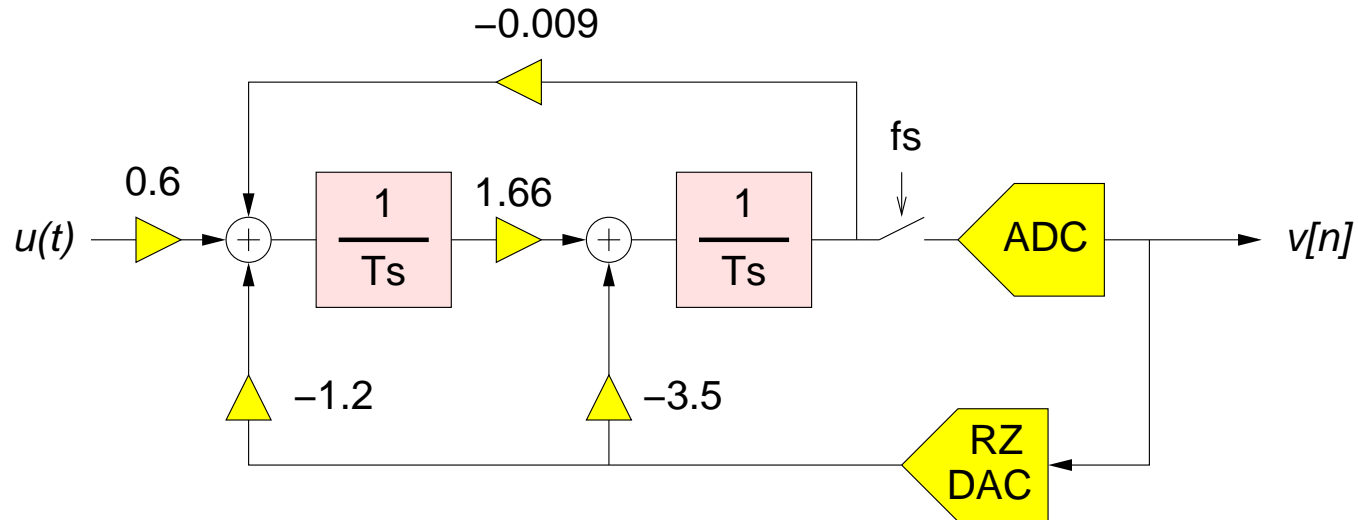 −0.009
fs
0.6
1
Ts
1.66
1
Ts
ADC
u(t)
v[n]
−1.2
−3.5
RZ
DAC